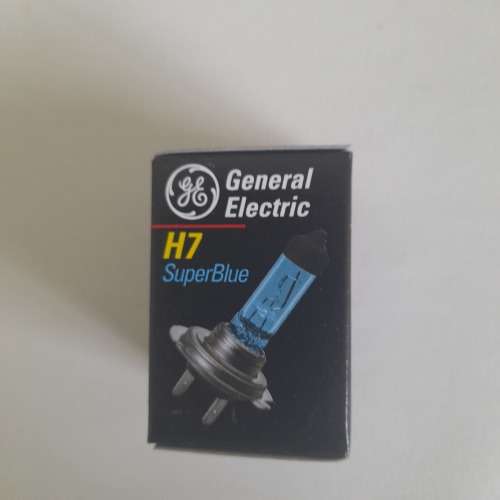 GE
General
Electric
H7
SuperBlue